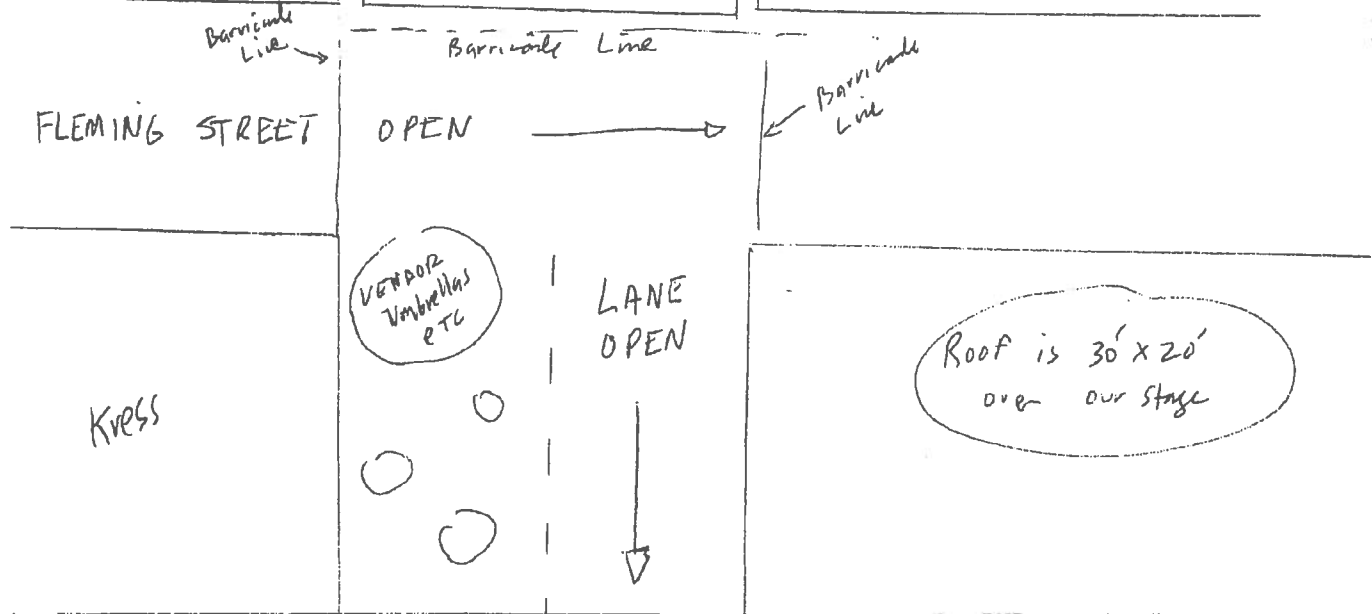 Barricade
Line
Barricade Line
Barricade
Line
FLEMING STREET OPEN
VENDOR
Umbrellas
etc
LANE
OPEN
Roof is 30' x 20'
over our stage
Kress